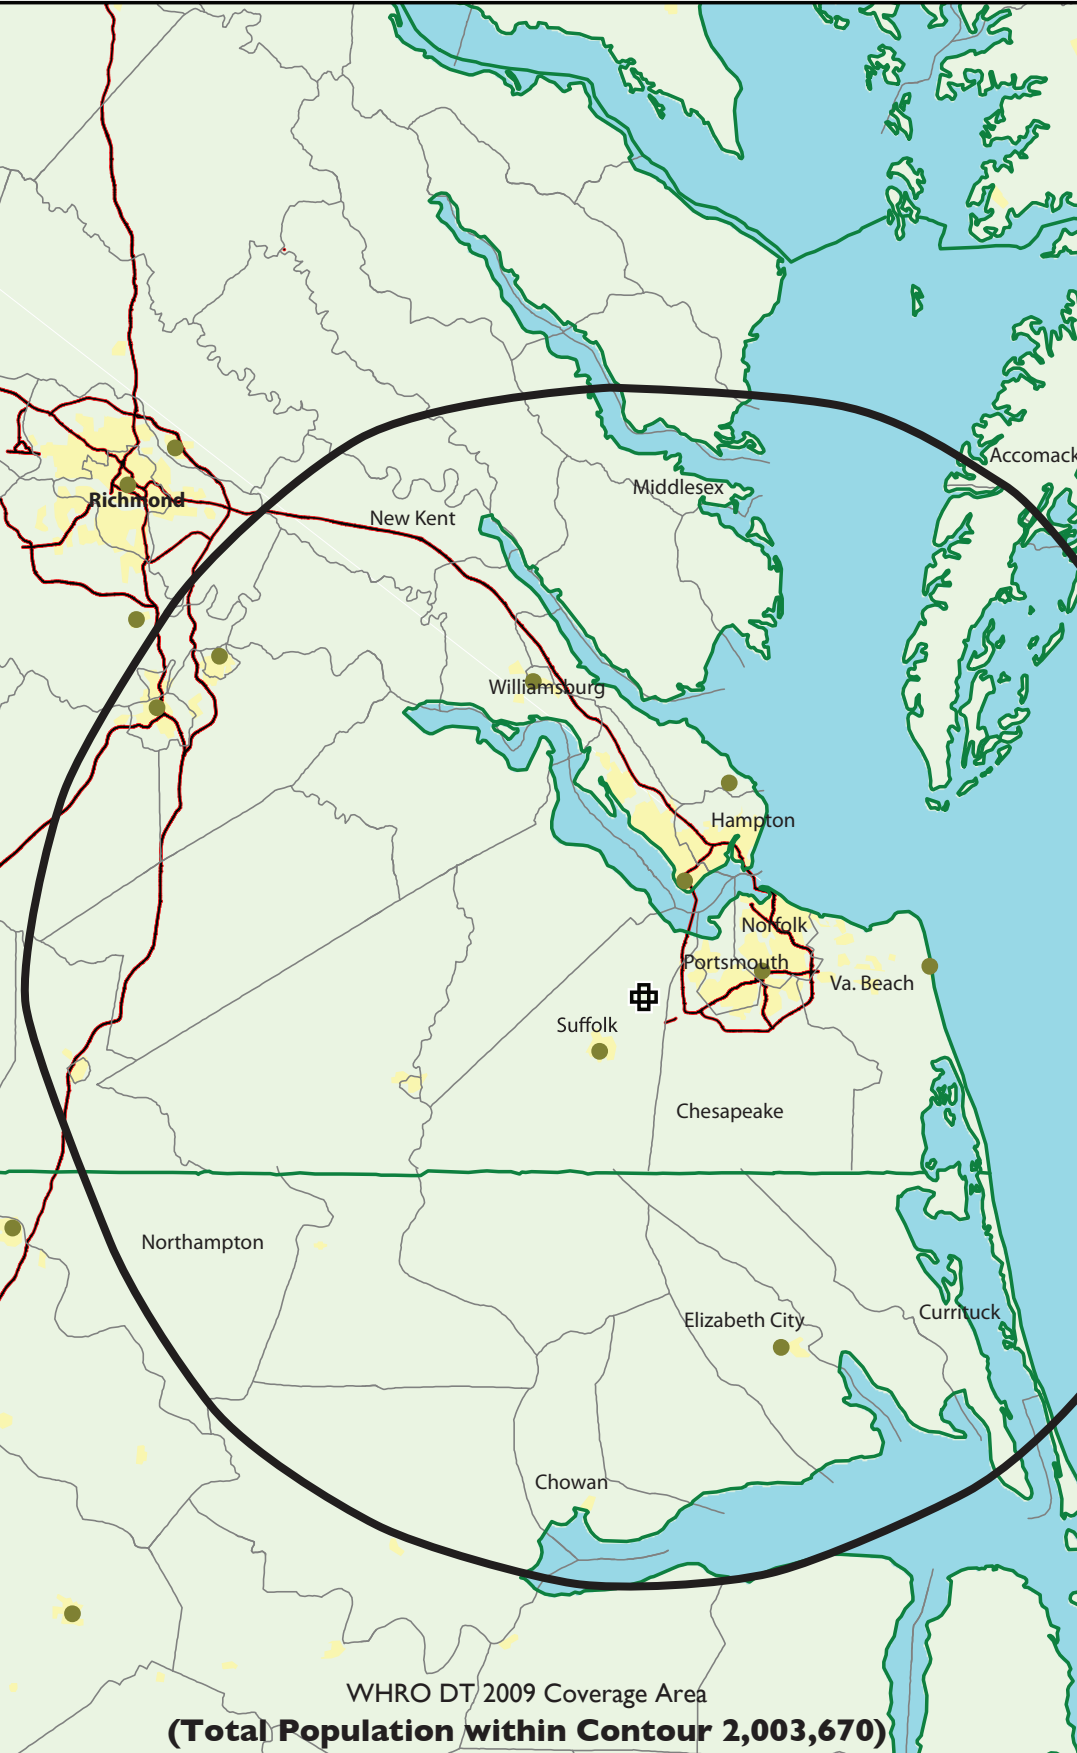 Accomack
Middlesex
Richmond
New Kent
Williamsburg
Hampton
Norfolk
Portsmouth
Va. Beach
Suffolk
Chesapeake
Northampton
Currituck
Elizabeth City
Chowan
WHRO DT 2009 Coverage Area
(Total Population within Contour 2,003,670)